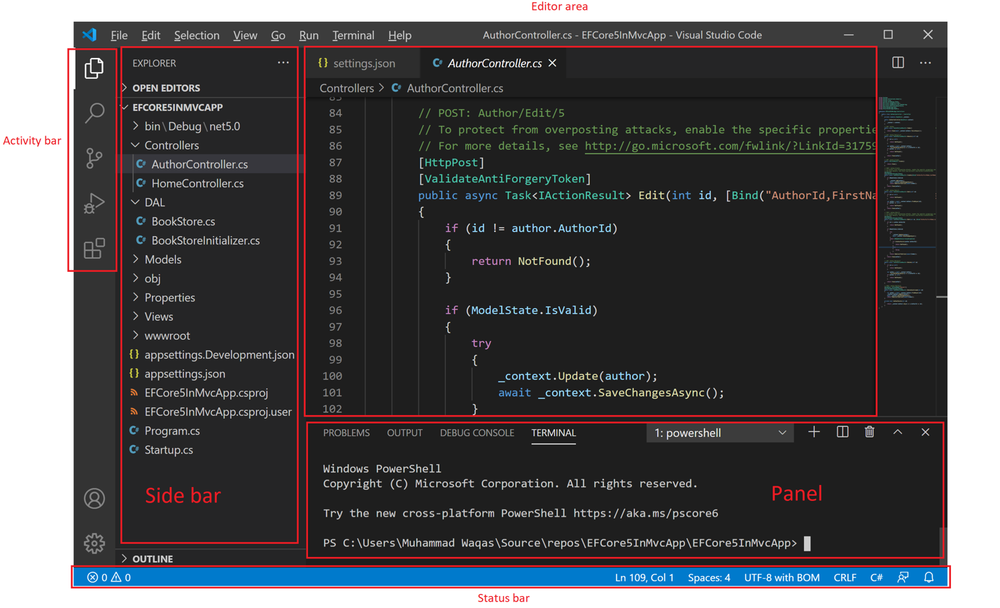 Editor area
File Edit Selection View Go Run Terminal Help AuthorController.cs - EFCore5InMvcApp - Visual Studio Code
Activity bar
EXPLORER
OPEN EDITORS
EFCORE5INMVCAPP
bin\Debug\net5.0
Controllers
AuthorController.cs
HomeController.cs
DAL
BookStore.cs
BookStoreInitializer.cs
Models
obj
Properties
Views
wwwroot
appsettings.Development.json
appsettings.json
EFCore5InMvcApp.csproj
EFCore5InMvcApp.csproj.user
Program.cs
Startup.cs
Side bar
OUTLINE
settings.json AuthorController.cs
Controllers > AuthorController.cs
84 // POST: Author/Edit/5
85 // To protect from overposting attacks, enable the specific propertie
86 // For more details, see http://go.microsoft.com/fwlink/?LinkId=31759
87 [HttpPost]
88 [ValidateAntiForgeryToken]
89 public async Task<IActionResult> Edit(int id, [Bind("AuthorId,FirstNa
90 {
91 if (id != author.AuthorId)
92 {
93 return NotFound();
94 }
95
96 if (ModelState.IsValid)
97 {
98 try
99 {
100 _context.Update(author);
101 await _context.SaveChangesAsync();
102 }
PROBLEMS OUTPUT DEBUG CONSOLE TERMINAL 1: powershell
Windows PowerShell
Copyright (C) Microsoft Corporation. All rights reserved.
Panel
Try the new cross-platform PowerShell https://aka.ms/pscore6
PS C:\Users\Muhammad Waqas\Source\repos\EFCore5InMvcApp\EFCore5InMvcApp>
0 0 Ln 109, Col 1 Spaces: 4 UTF-8 with BOM CRLF C#
Status bar